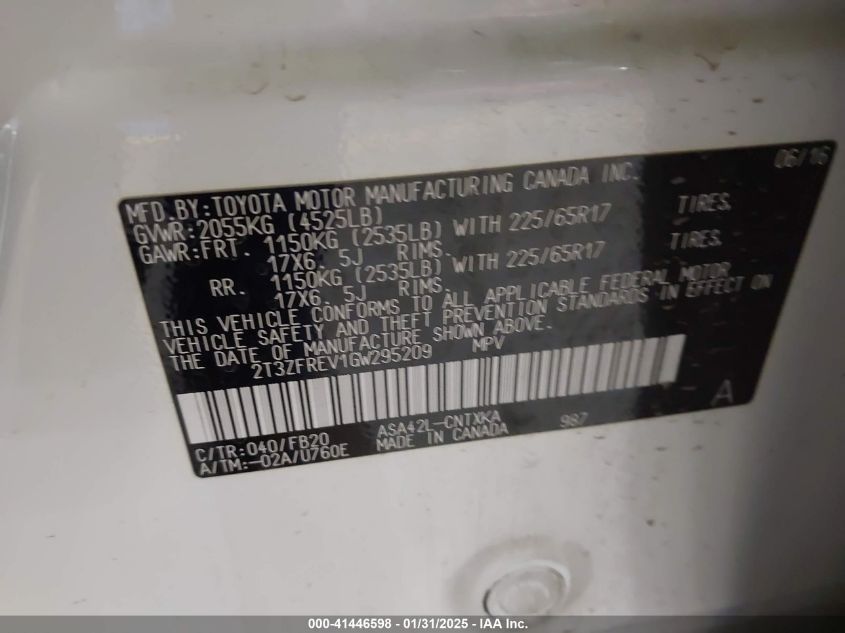 06/16
MFD.BY:TOYOTA MOTOR MANUFACTURING CANADA INC.
GVWR:2055KG (4525LB)
GAWR:FRT. 1150KG (2535LB) WITH 225/65R17 TIRES,
17X6. 5J RIMS.
RR. 1150KG (2535LB) WITH 225/65R17 TIRES,
17X6. 5J RIMS.
THIS VEHICLE CONFORMS TO ALL APPLICABLE FEDERAL MOTOR
VEHICLE SAFETY AND THEFT PREVENTION STANDARDS IN EFFECT ON
THE DATE OF MANUFACTURE SHOWN ABOVE.
2T3ZFREV1GW295209 MPV
A
C/TR:040/FB20 ASA42L-CNTXKA 987
A/TM:-02A/U760E MADE IN CANADA
000-41446598 - 01/31/2025 - IAA Inc.